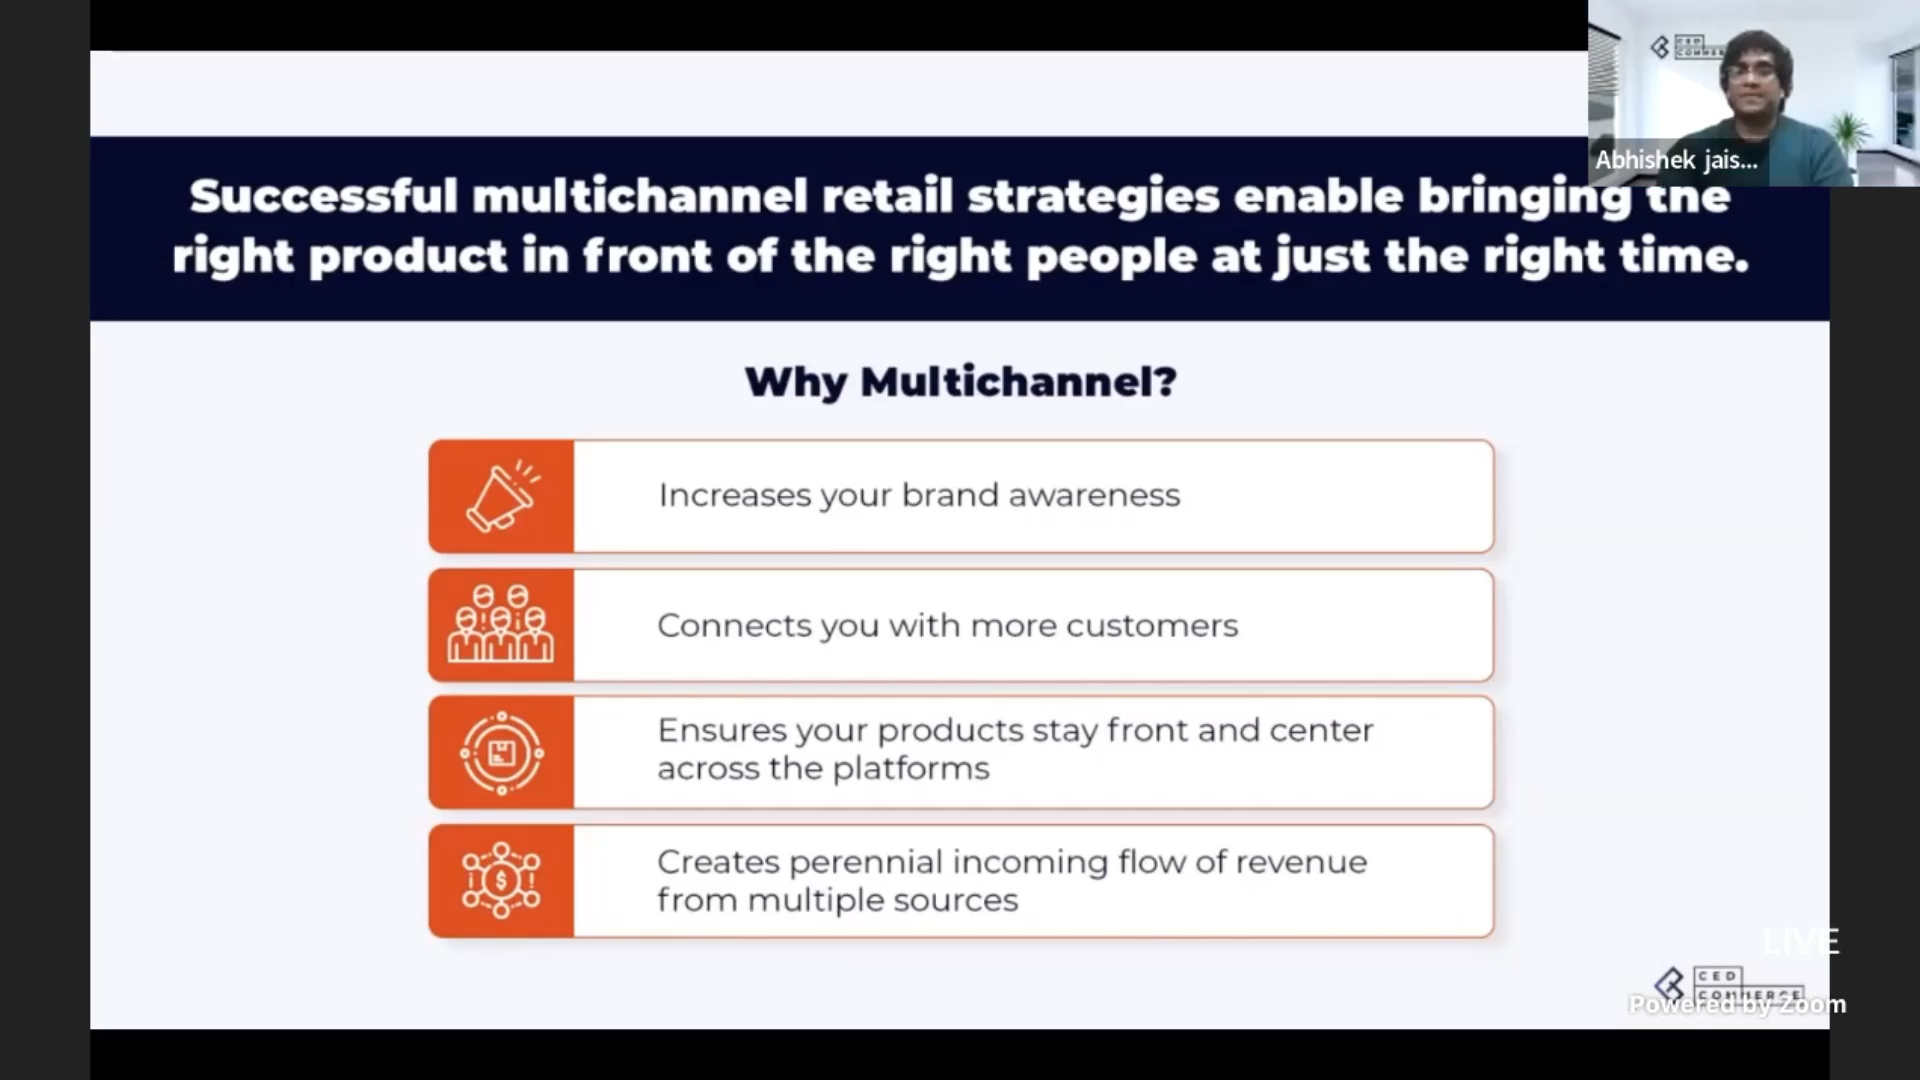 CED
COMMERCE
Abhishek jais...
Successful multichannel retail strategies enable bringing the
right product in front of the right people at just the right time.
Why Multichannel?
Increases your brand awareness
Connects you with more customers
Ensures your products stay front and center
across the platforms
Creates perennial incoming flow of revenue
from multiple sources
LIVE
CED
COMMERCE
Powered by Zoom